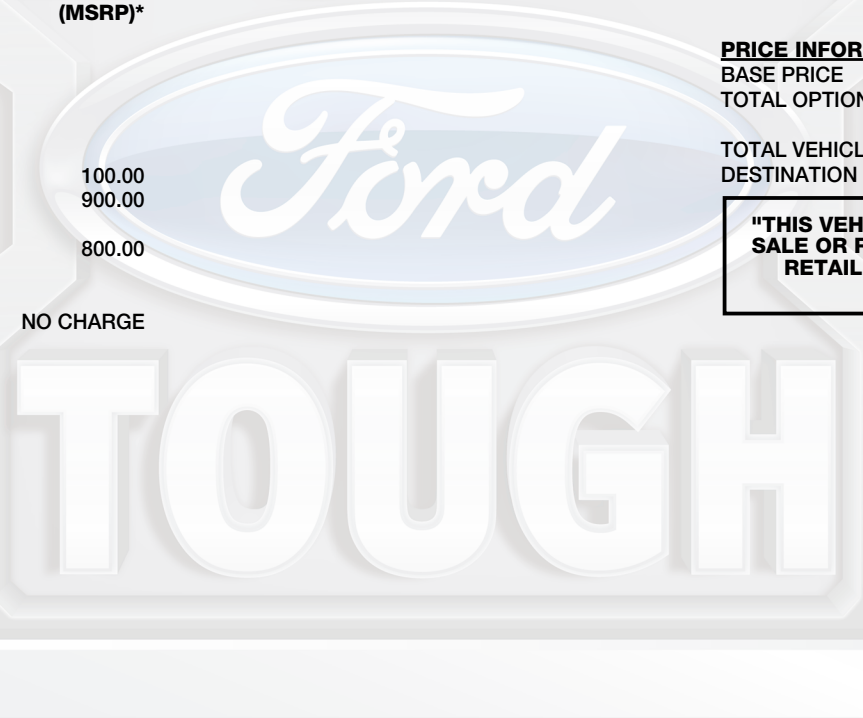 (MSRP)*
100.00
900.00
800.00
NO CHARGE
PRICE INFOR
BASE PRICE
TOTAL OPTION
TOTAL VEHICL
DESTINATION
"THIS VEH
SALE OR F
RETAIL
Ford
TOUGH